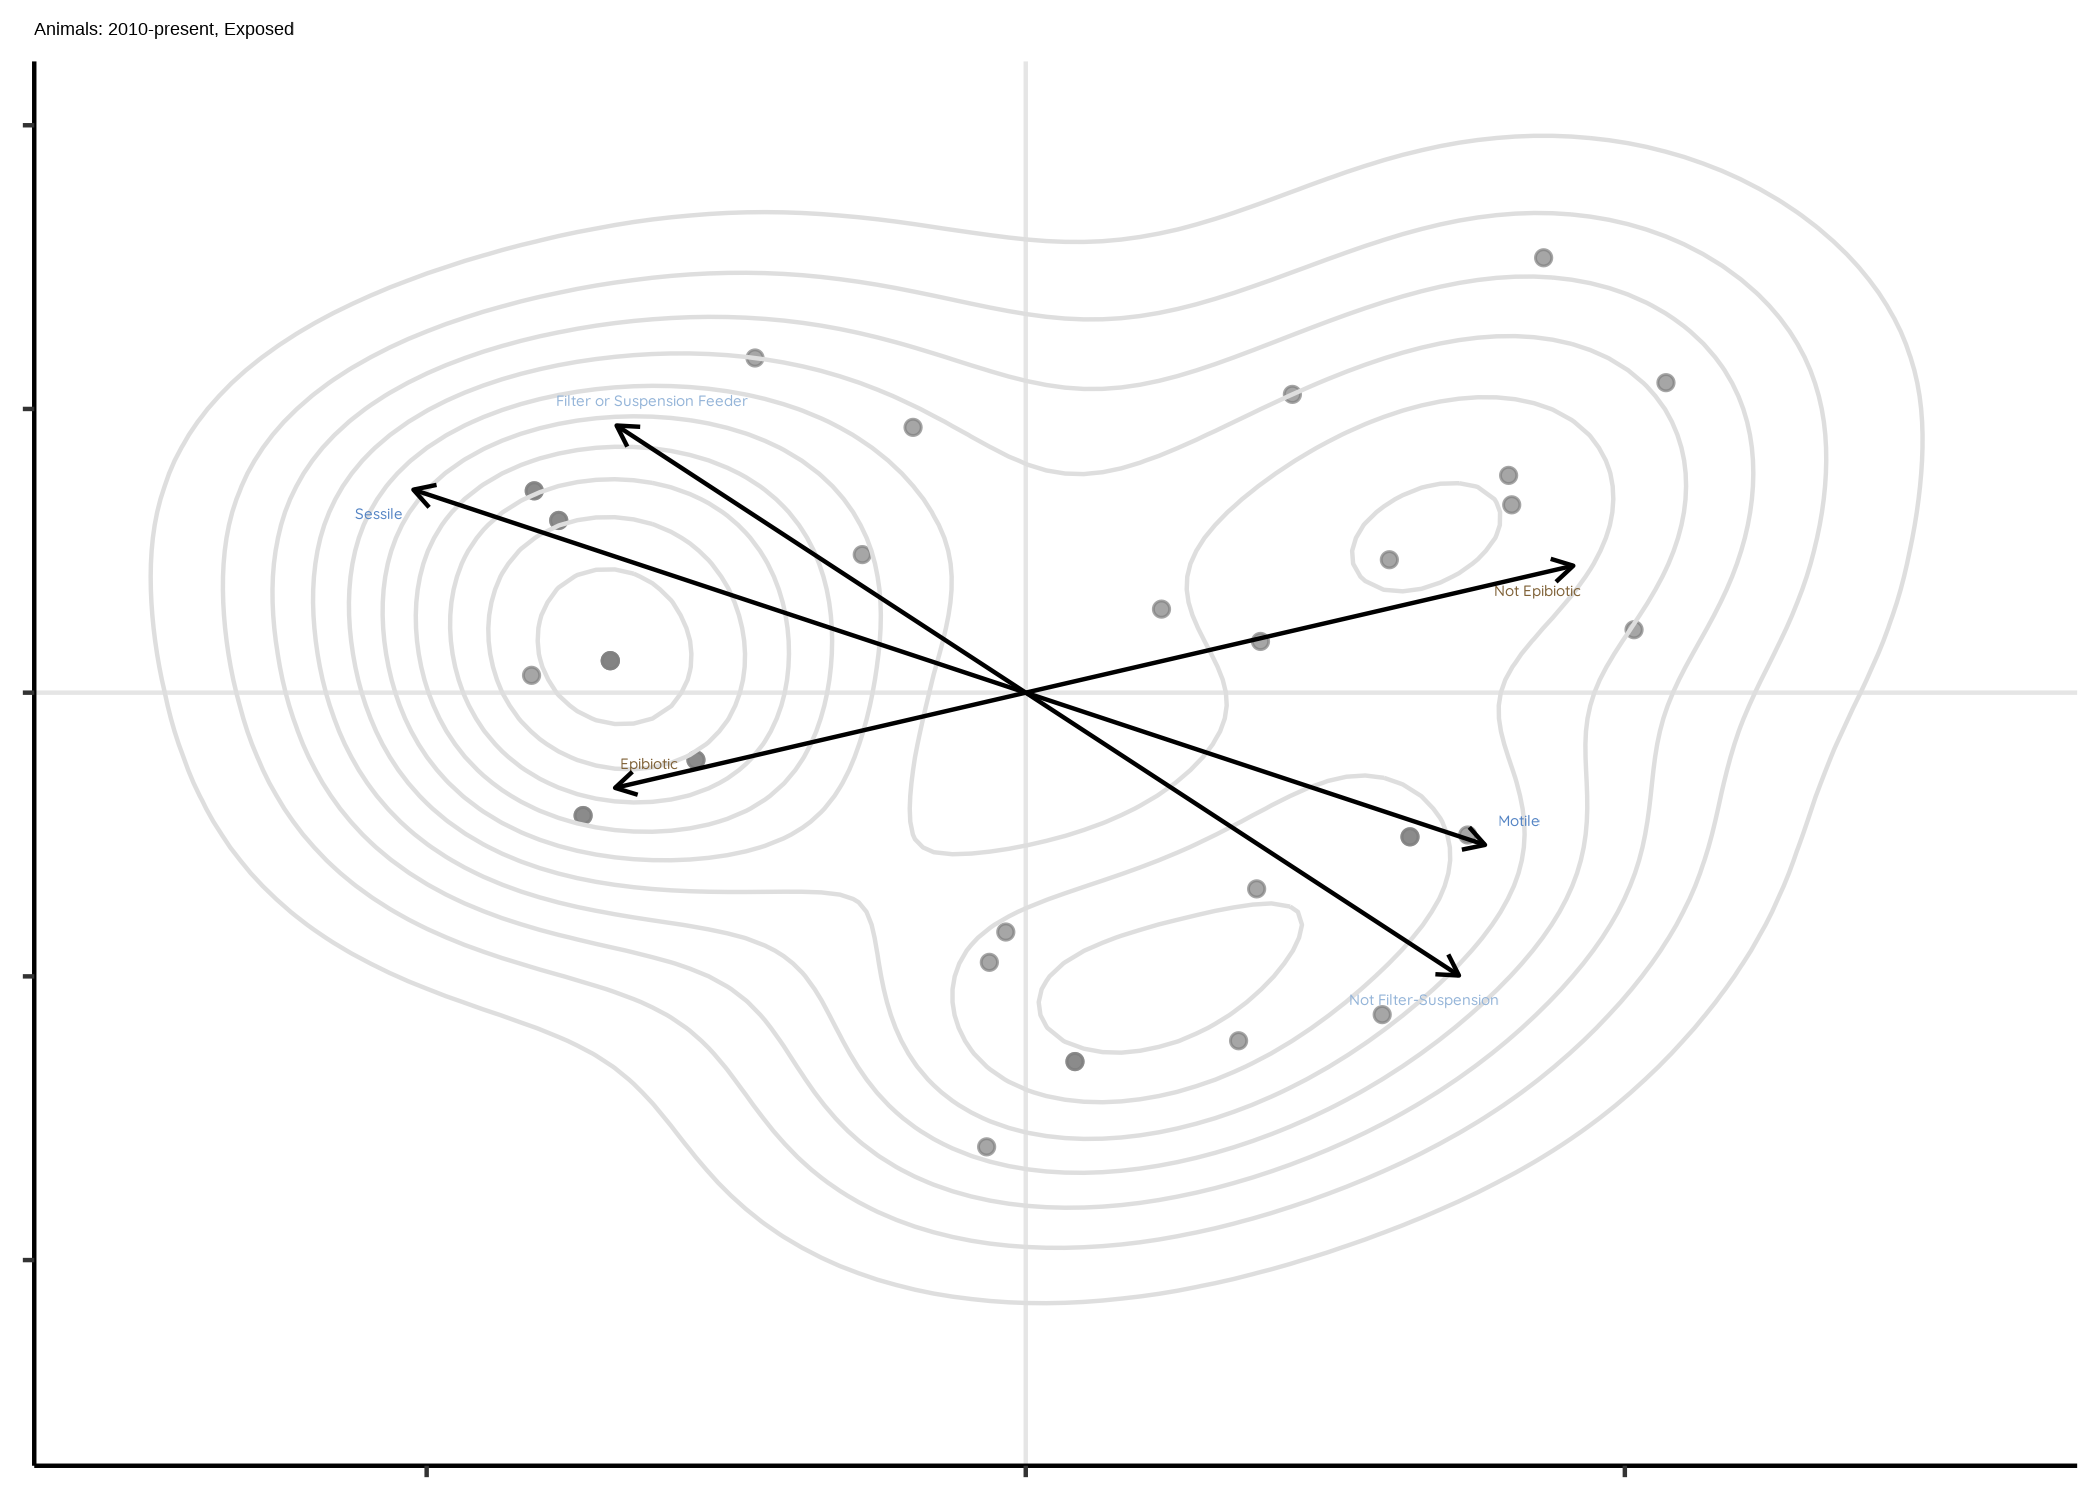 Animals: 2010-present, Exposed
Filter or Suspension Feeder
Sessile
Not Epibiotic
Epibiotic
Motile
Not Filter-Suspension